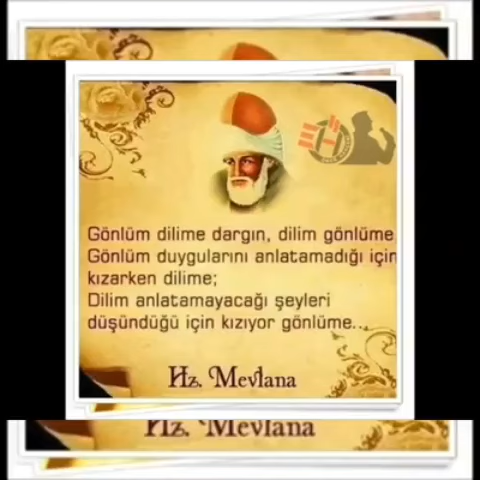 Gönlüm dilime dargın, dilim gönlüme
Gönlüm duygularını anlatamadığı için
kızarken dilime;
Dilim anlatamayacağı şeyleri
düşündüğü için kızıyor gönlüme...
Hz. Mevlana
Hz. Mevlana